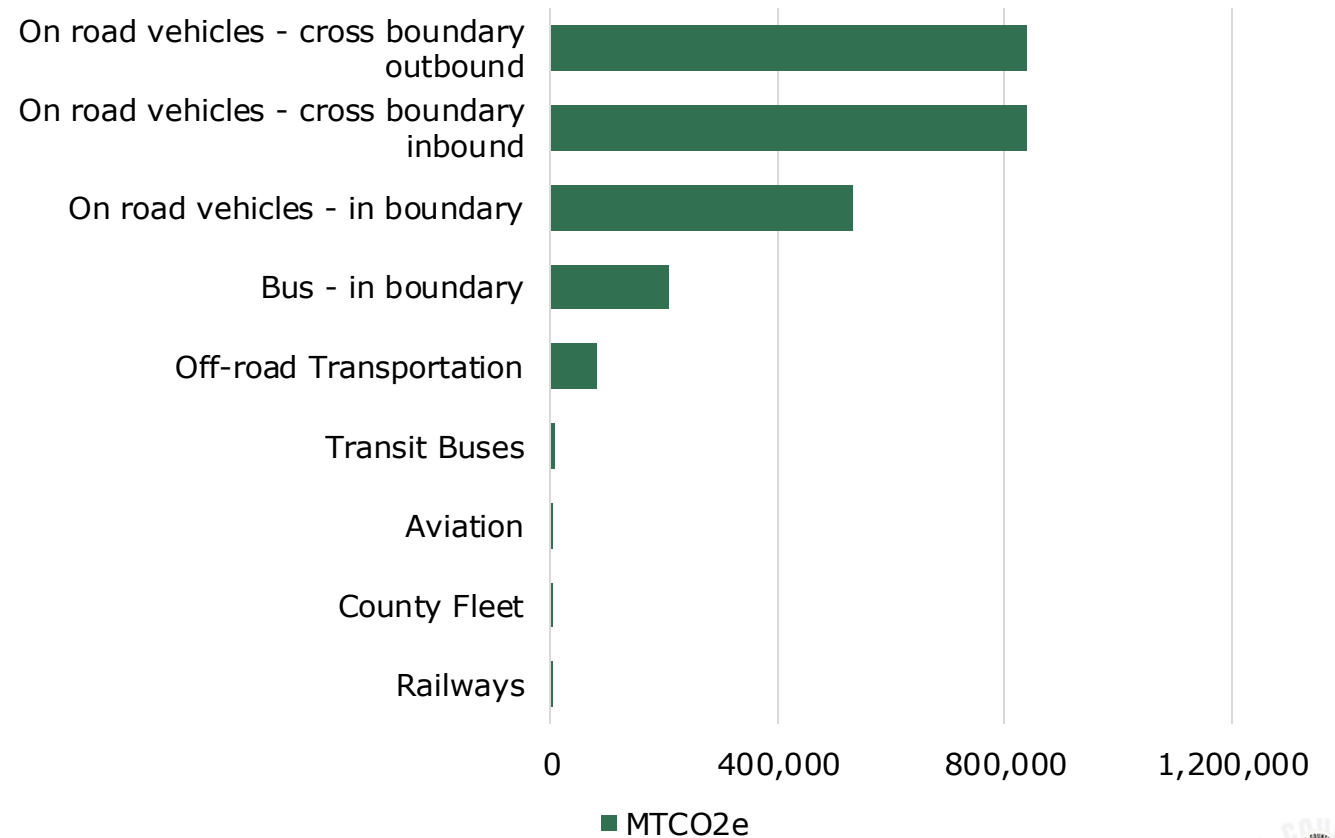 On road vehicles - cross boundary
outbound
On road vehicles - cross boundary
inbound
On road vehicles - in boundary
Bus - in boundary
Off-road Transportation
Transit Buses
Aviation
County Fleet
Railways
0 400,000 800,000 1,200,000
MTCO2e